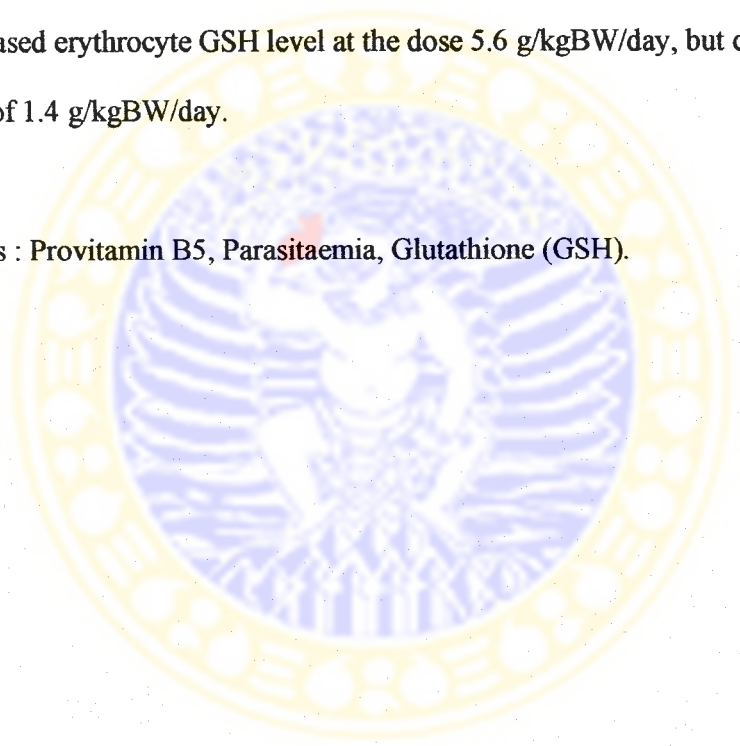 ased erythrocyte GSH level at the dose 5.6 g/kgBW/day, but
of 1.4 g/kgBW/day.
s : Provitamin B5, Parasitaemia, Glutathione (GSH).